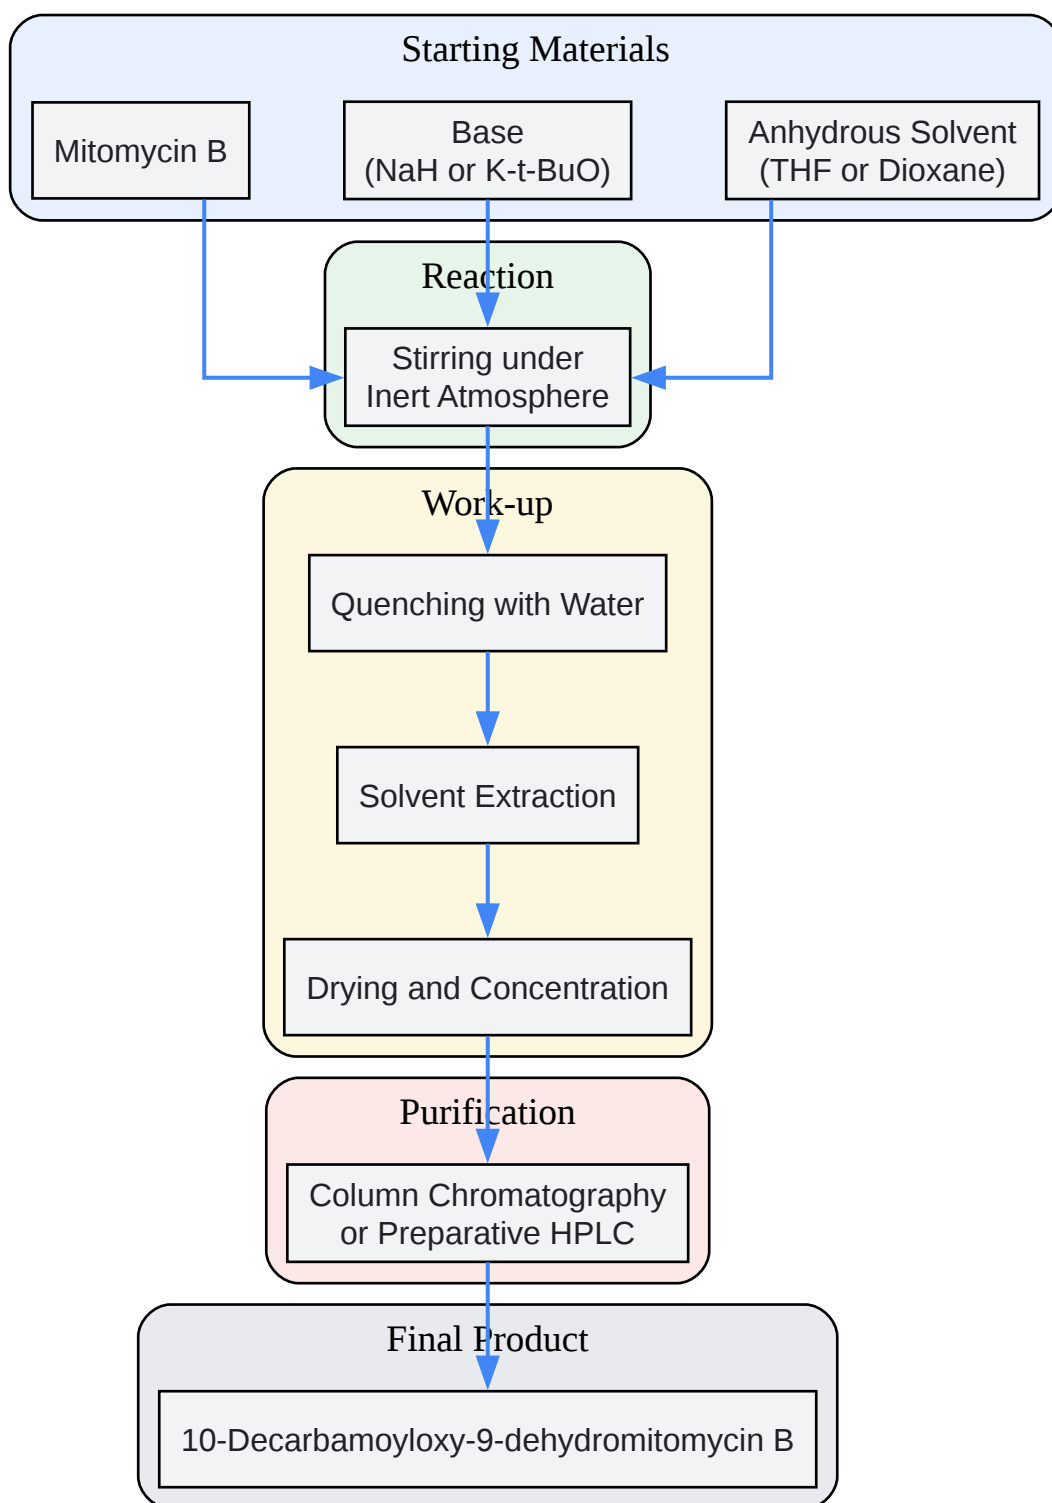 Starting Materials
Mitomycin B
Base
(NaH or K-t-BuO)
Anhydrous Solvent
(THF or Dioxane)
Reaction
Stirring under
Inert Atmosphere
Work-up
Quenching with Water
Solvent Extraction
Drying and Concentration
Purification
Column Chromatography
or Preparative HPLC
Final Product
10-Decarbamoyloxy-9-dehydromitomycin B